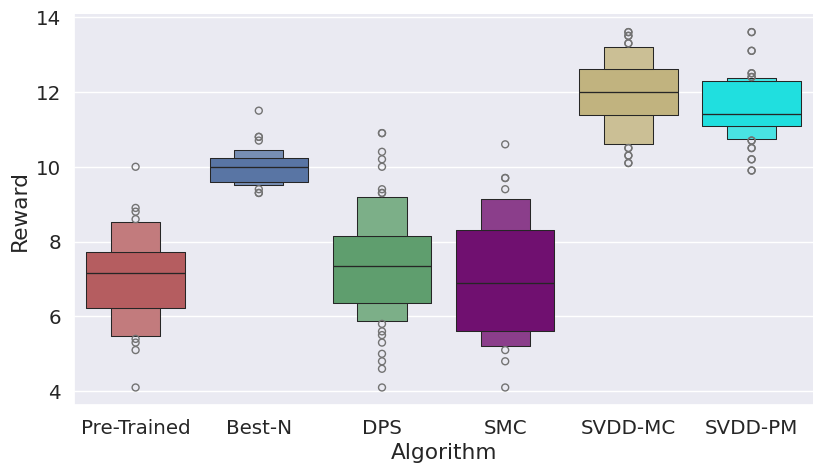 14
12
10
8
6
4
Reward
Pre-Trained Best-N DPS SMC SVDD-MC SVDD-PM
Algorithm